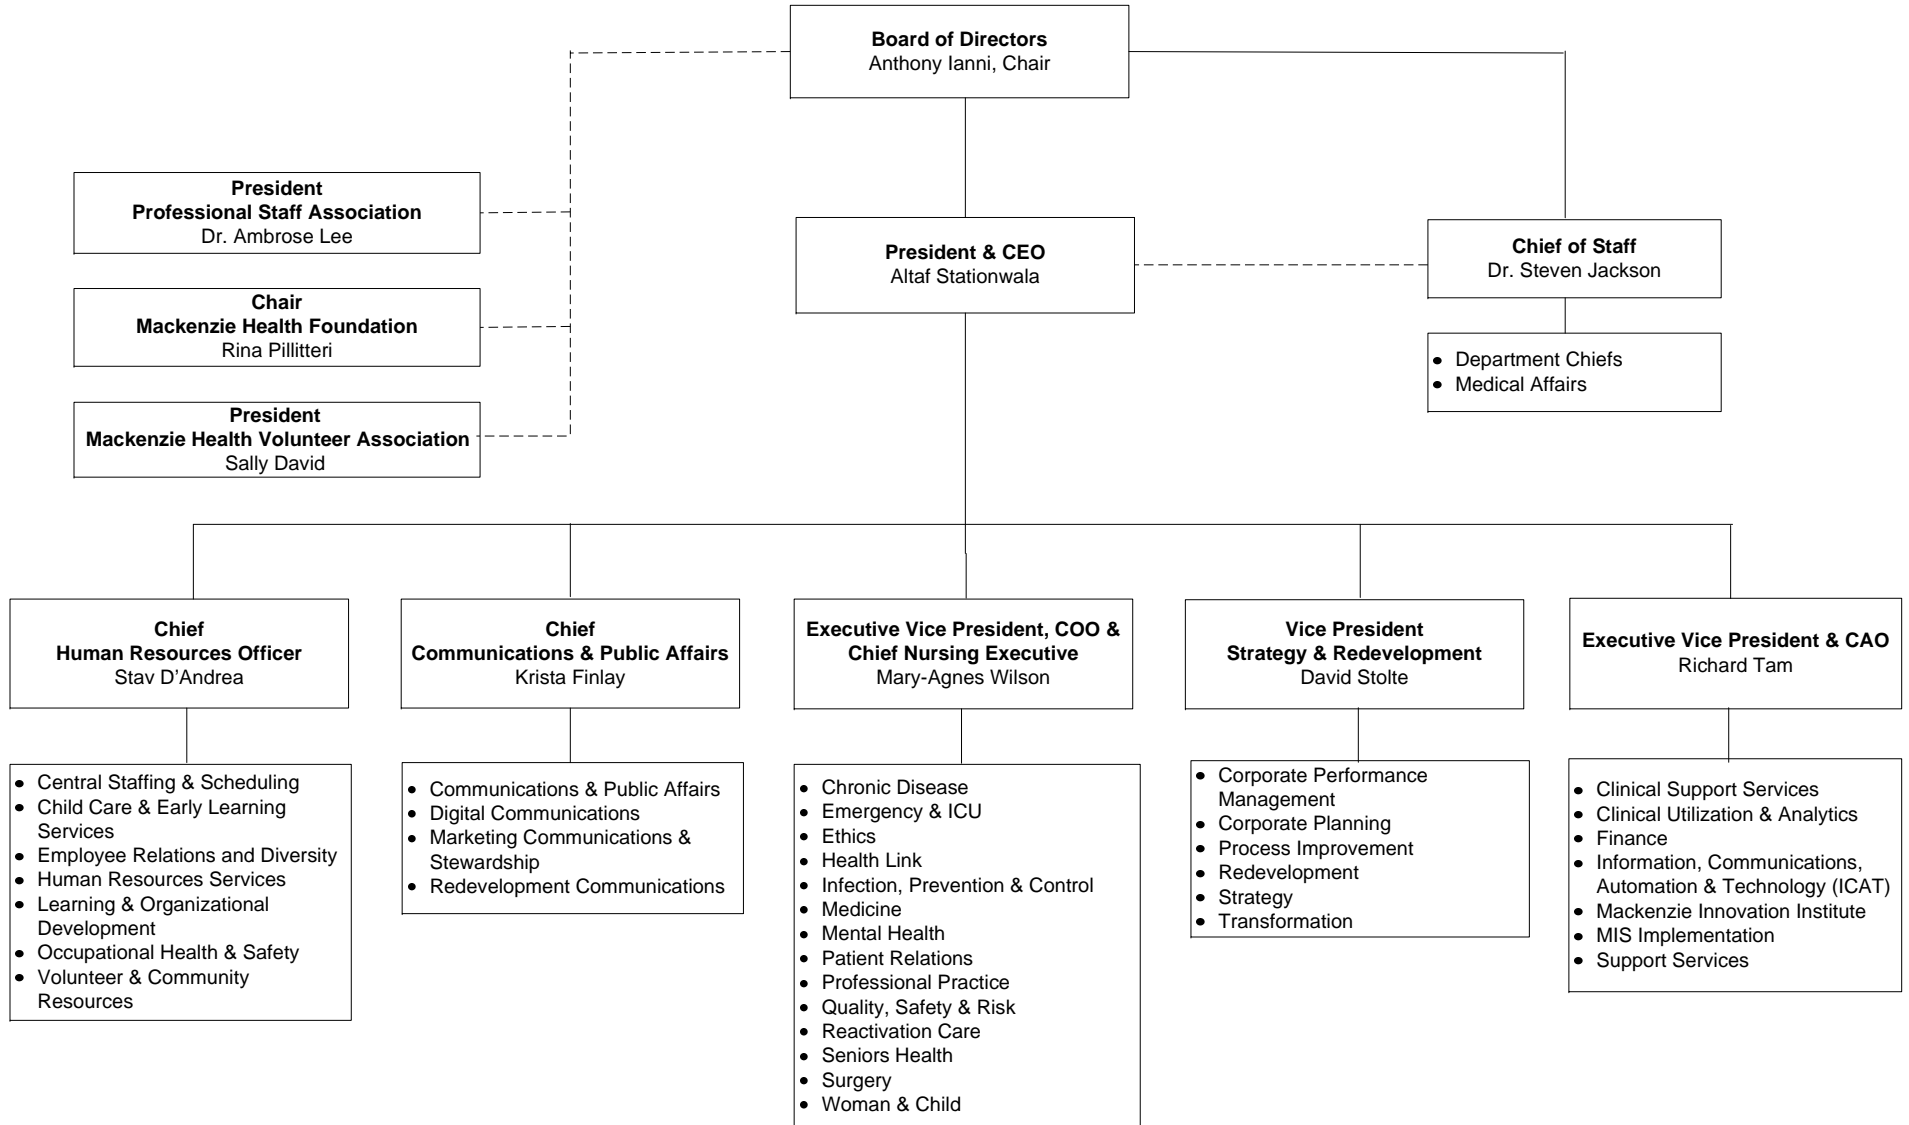 Board of Directors
Anthony Ianni, Chair
President
Professional Staff Association
Dr. Ambrose Lee
President & CEO
Altaf Stationwala
Chief of Staff
Dr. Steven Jackson
Chair
Mackenzie Health Foundation
Rina Pillitteri
• Department Chiefs
• Medical Affairs
President
Mackenzie Health Volunteer Association
Sally David
Chief
Human Resources Officer
Stav D'Andrea
Chief
Communications & Public Affairs
Krista Finlay
Executive Vice President, COO &
Chief Nursing Executive
Mary-Agnes Wilson
Vice President
Strategy & Redevelopment
David Stolte
Executive Vice President & CAO
Richard Tam
• Central Staffing & Scheduling
• Child Care & Early Learning
Services
• Employee Relations and Diversity
• Human Resources Services
• Learning & Organizational
Development
• Occupational Health & Safety
• Volunteer & Community
Resources
• Communications & Public Affairs
• Digital Communications
• Marketing Communications &
Stewardship
• Redevelopment Communications
• Chronic Disease
• Emergency & ICU
• Ethics
• Health Link
• Infection, Prevention & Control
• Medicine
• Mental Health
• Patient Relations
• Professional Practice
• Quality, Safety & Risk
• Reactivation Care
• Seniors Health
• Surgery
• Woman & Child
• Corporate Performance
Management
• Corporate Planning
• Process Improvement
• Redevelopment
• Strategy
• Transformation
• Clinical Support Services
• Clinical Utilization & Analytics
• Finance
• Information, Communications,
Automation & Technology (ICAT)
• Mackenzie Innovation Institute
• MIS Implementation
• Support Services